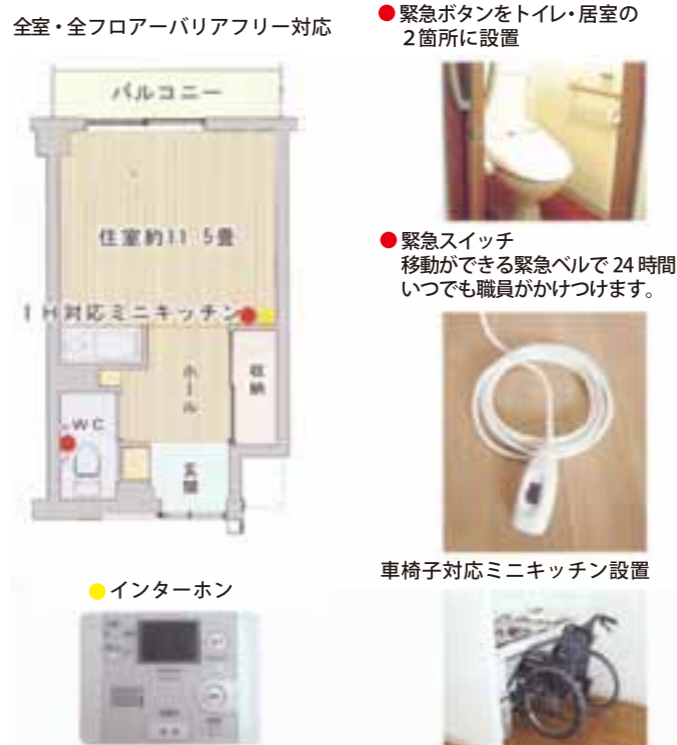 全室・全フロアーバリアフリー対応
バルコニー
住室約11 5畳
IH対応ミニキッチン
ホール
収納
WC
玄関
●インターホン
●緊急ボタンをトイレ・居室の
2箇所に設置
●緊急スイッチ
移動ができる緊急ベルで24時間
いつでも職員がかけつけます。
車椅子対応ミニキッチン設置